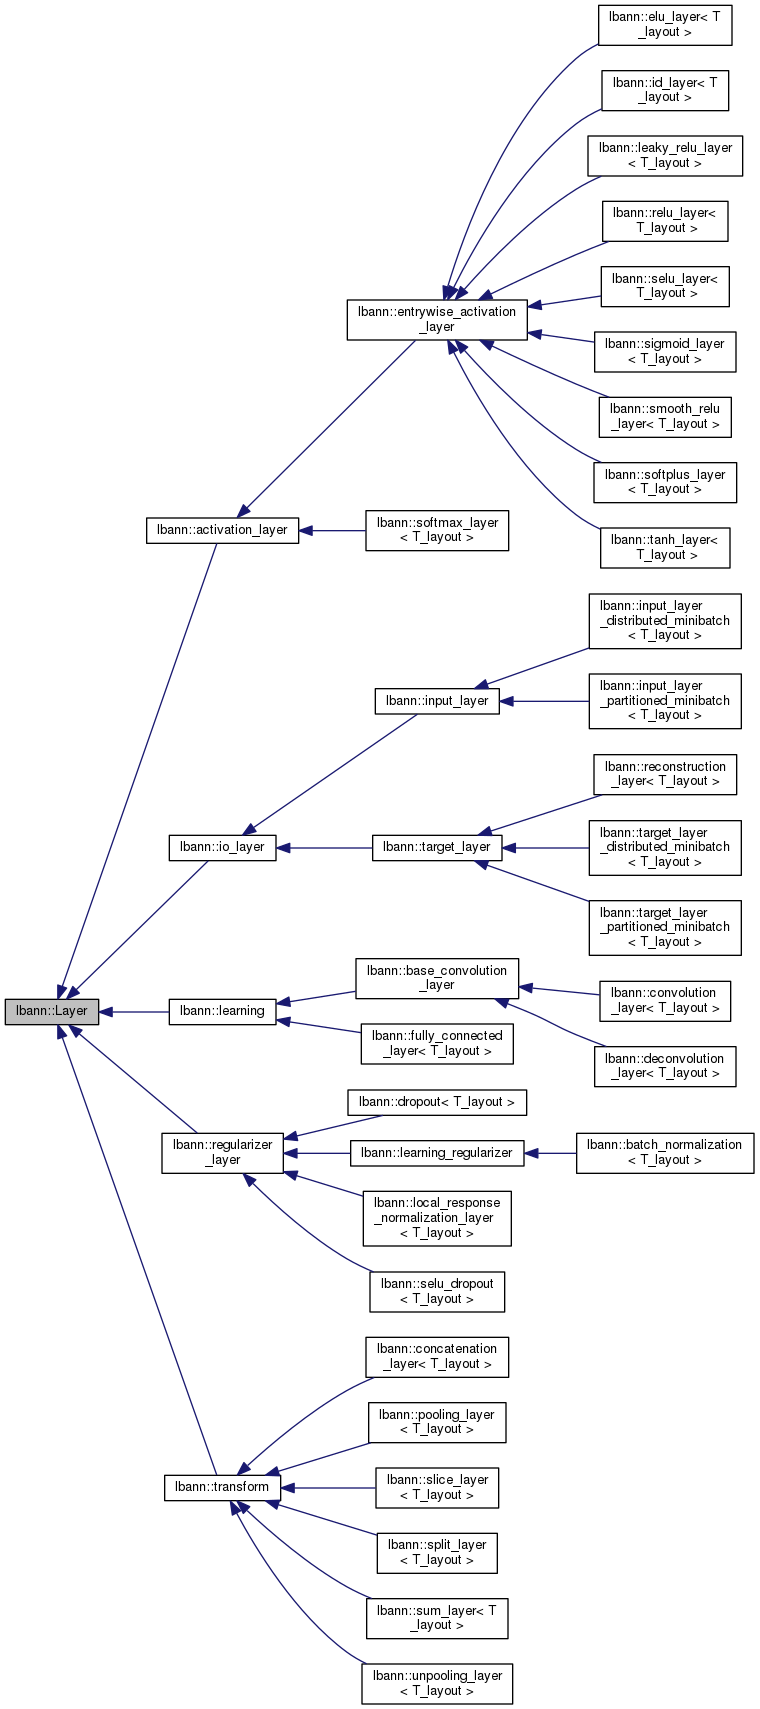 lbann::elu_layer< T
_layout >
lbann::id_layer< T
_layout >
lbann::leaky_relu_layer
< T_layout >
lbann::relu_layer<
T_layout >
lbann::selu_layer<
T_layout >
lbann::entrywise_activation
_layer
lbann::sigmoid_layer
< T_layout >
lbann::smooth_relu
_layer< T_layout >
lbann::softplus_layer
< T_layout >
lbann::activation_layer
lbann::softmax_layer
< T_layout >
lbann::tanh_layer<
T_layout >
lbann::input_layer
_distributed_minibatch
< T_layout >
lbann::input_layer
lbann::input_layer
_partitioned_minibatch
< T_layout >
lbann::reconstruction
_layer< T_layout >
lbann::io_layer
lbann::target_layer
lbann::target_layer
_distributed_minibatch
< T_layout >
lbann::target_layer
_partitioned_minibatch
< T_layout >
lbann::base_convolution
_layer
lbann::Layer
lbann::learning
lbann::convolution
_layer< T_layout >
lbann::fully_connected
_layer< T_layout >
lbann::deconvolution
_layer< T_layout >
lbann::dropout< T_layout >
lbann::regularizer
_layer
lbann::learning_regularizer
lbann::batch_normalization
< T_layout >
lbann::local_response
_normalization_layer
< T_layout >
lbann::selu_dropout
< T_layout >
lbann::concatenation
_layer< T_layout >
lbann::pooling_layer
< T_layout >
lbann::transform
lbann::slice_layer
< T_layout >
lbann::split_layer
< T_layout >
lbann::sum_layer< T
_layout >
lbann::unpooling_layer
< T_layout >